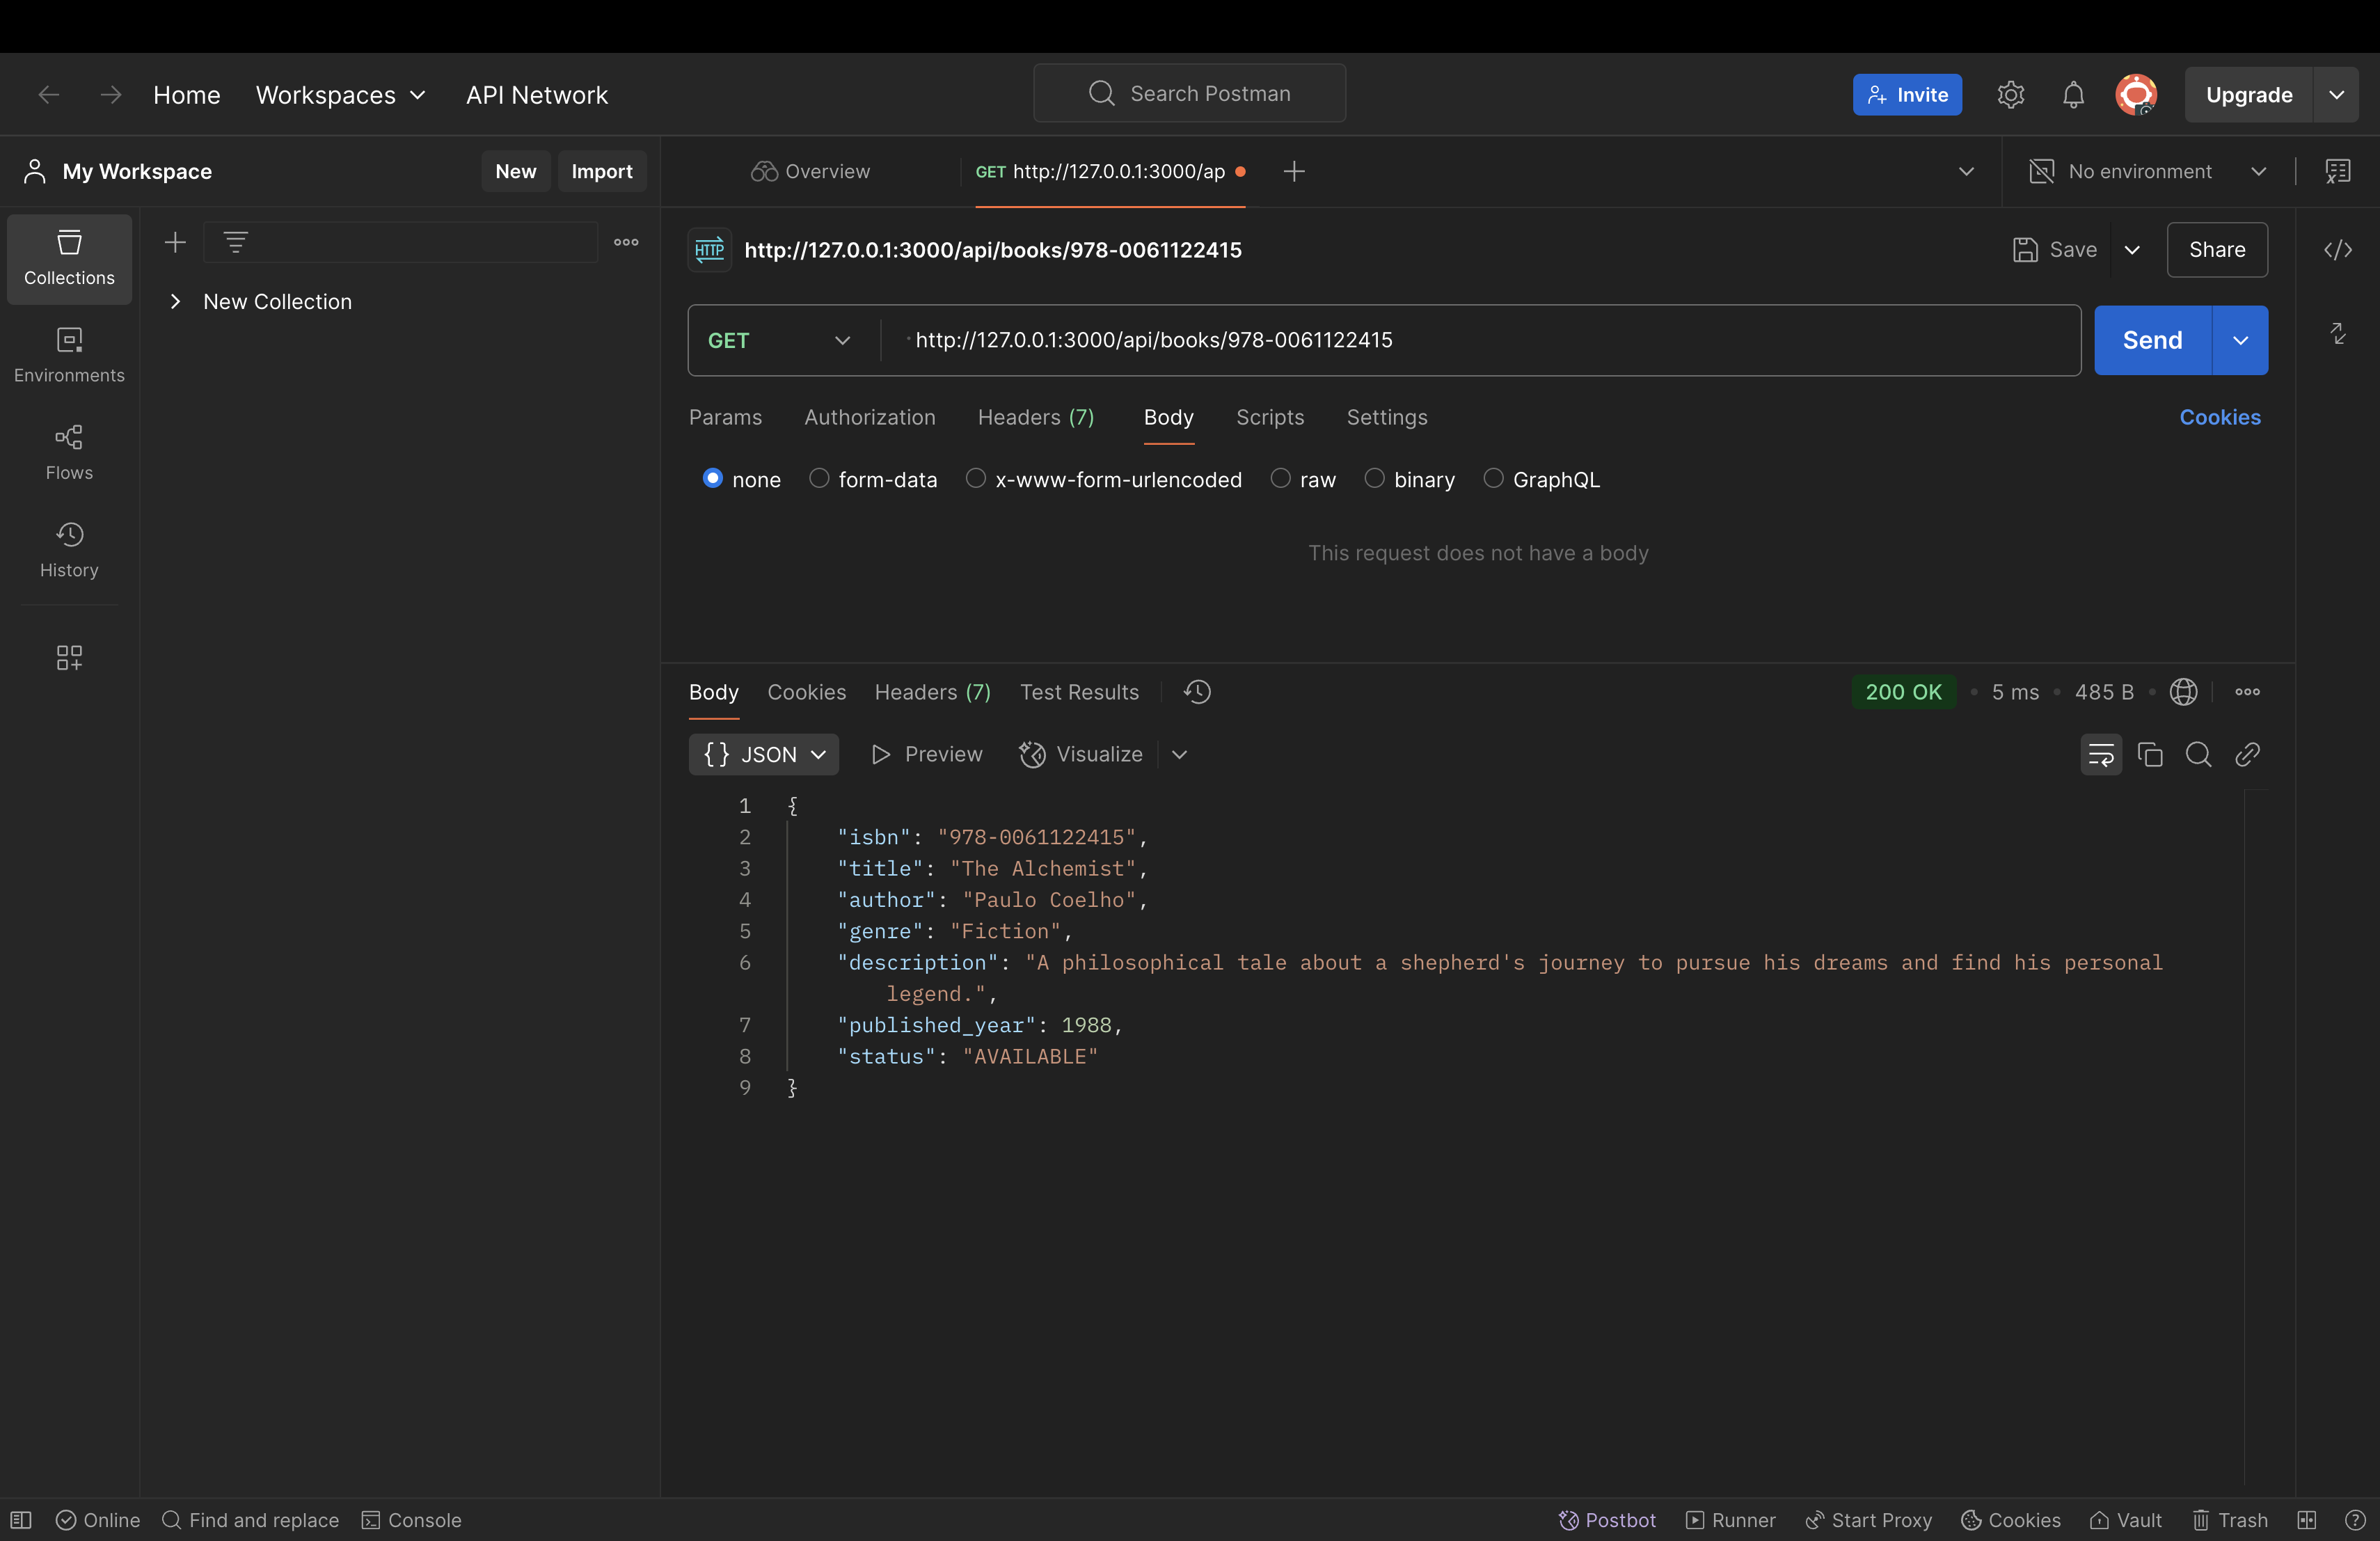 Home Workspaces API Network Search Postman Invite Upgrade
My Workspace New Import Overview GET http://127.0.0.1:3000/ap No environment
Collections
Environments
Flows
History
New Collection
HTTP http://127.0.0.1:3000/api/books/978-0061122415 Save Share
GET http://127.0.0.1:3000/api/books/978-0061122415 Send
Params Authorization Headers (7) Body Scripts Settings Cookies
none form-data x-www-form-urlencoded raw binary GraphQL
This request does not have a body
Body Cookies Headers (7) Test Results 200 OK • 5 ms • 485 B •
{} JSON Preview Visualize
1 {
2 "isbn": "978-0061122415",
3 "title": "The Alchemist",
4 "author": "Paulo Coelho",
5 "genre": "Fiction",
6 "description": "A philosophical tale about a shepherd's journey to pursue his dreams and find his personal
legend.",
7 "published_year": 1988,
8 "status": "AVAILABLE"
9 }
Online Find and replace Console Postbot Runner Start Proxy Cookies Vault Trash